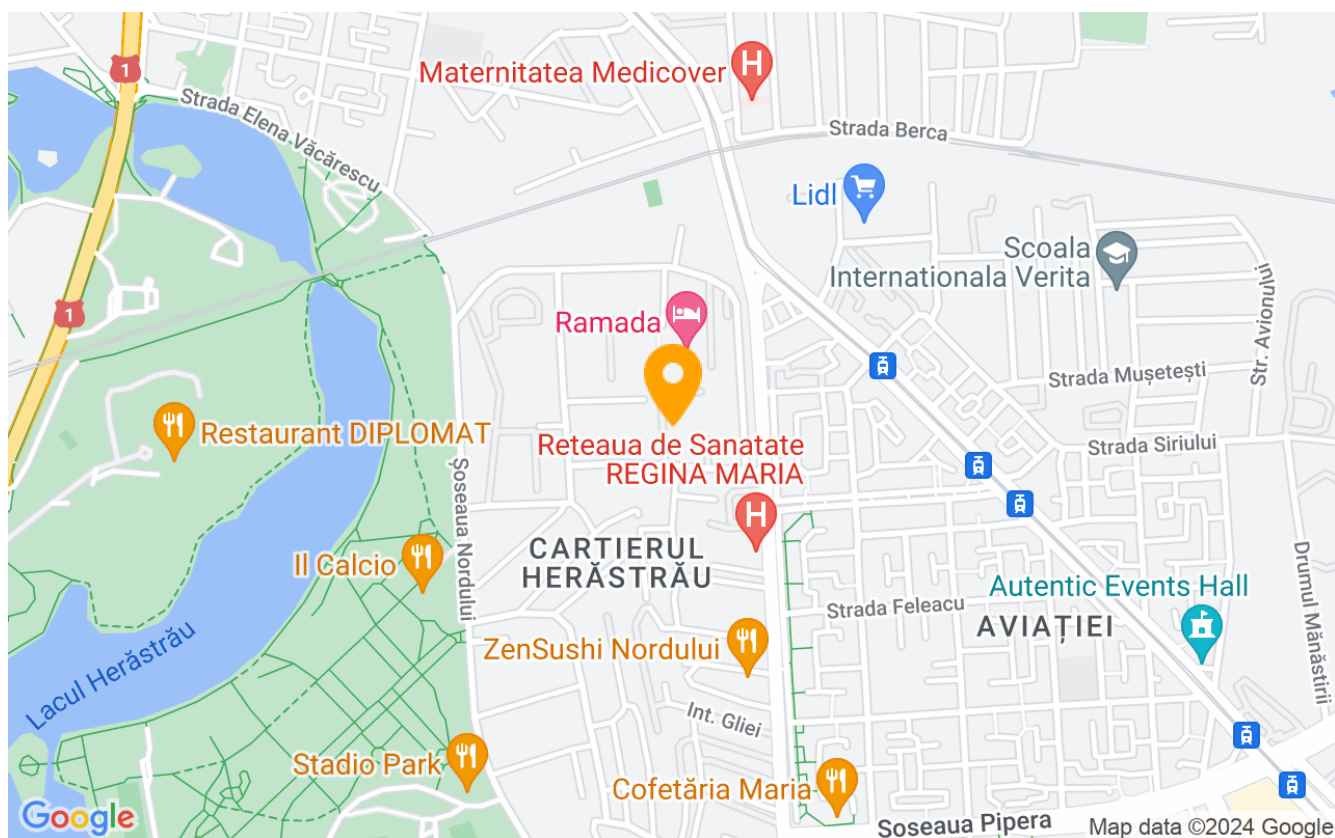 1
Maternitatea Medicover
H
Strada Elena Văcărescu
Strada Berca
Lidl
Scoala
Internationala Verita
1
Ramada
Str. Avionului
Strada Mușetești
Restaurant DIPLOMAT
Reteaua de Sanatate
REGINA MARIA
Strada Siriului
Șoseaua Nordului
H
CARTIERUL
HERĂSTRĂU
Il Calcio
Drumul Mănăstirii
Autentic Events Hall
Strada Feleacu
AVIAȚIEI
Lacul Herăstrău
ZenSushi Nordului
Int. Gliei
Stadio Park
Cofetăria Maria
Google
Șoseaua Pipera
Map data ©2024 Google